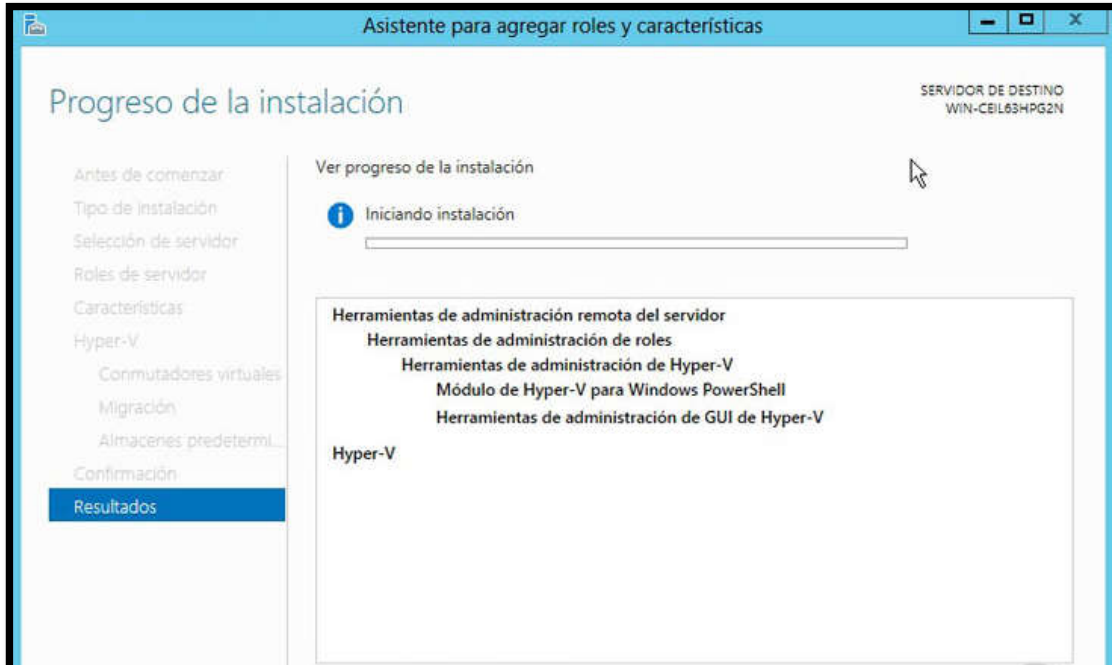 Asistente para agregar roles y características
Progreso de la instalación
SERVIDOR DE DESTINO
WIN-CEIL63HPG2N
Antes de comenzar
Tipo de instalación
Selección de servidor
Roles de servidor
Características
Hyper-V
Conmutadores virtuales
Migración
Almacenes predetermi...
Confirmación
Resultados
Ver progreso de la instalación
Iniciando instalación
Herramientas de administración remota del servidor
Herramientas de administración de roles
Herramientas de administración de Hyper-V
Módulo de Hyper-V para Windows PowerShell
Herramientas de administración de GUI de Hyper-V
Hyper-V